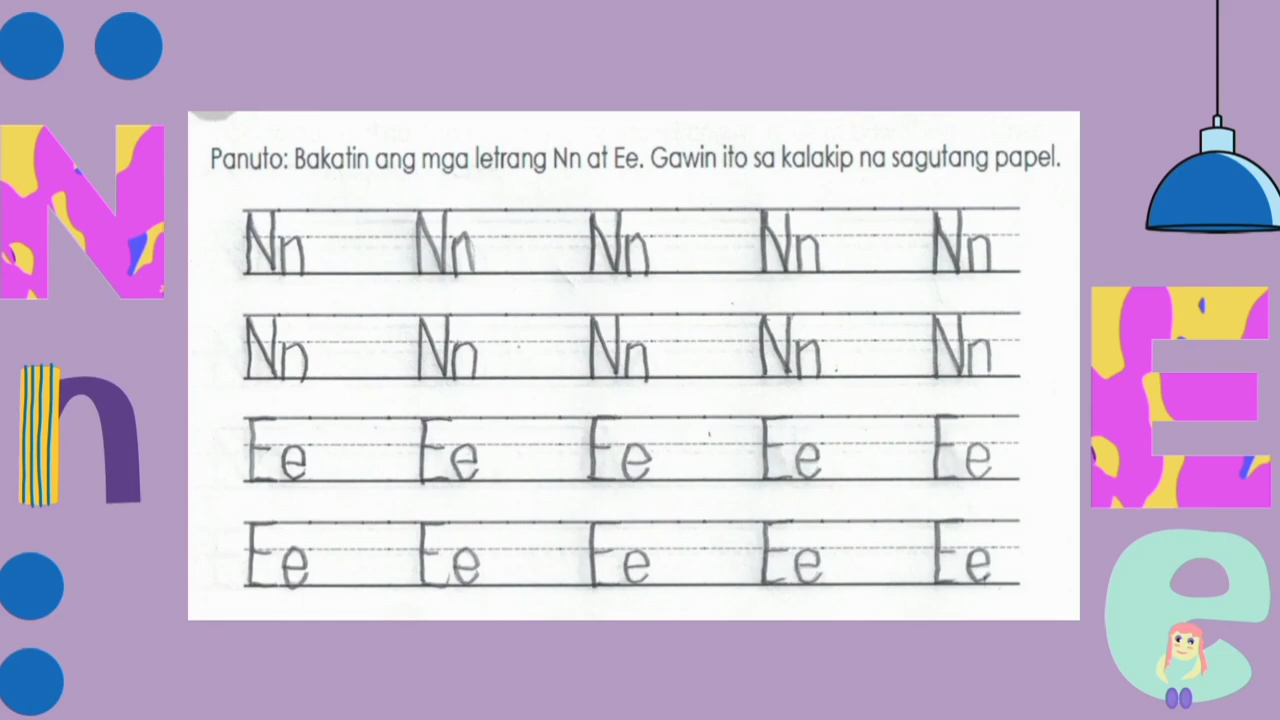 N
n
Panuto: Bakatin ang mga letrang Nn at Ee. Gawin ito sa kalakip na sagutang papel.
Nn Nn Nn Nn Nn
Nn Nn Nn Nn Nn
Ee Ee Ee Ee Ee
Ee Ee Ee Ee Ee
E
e